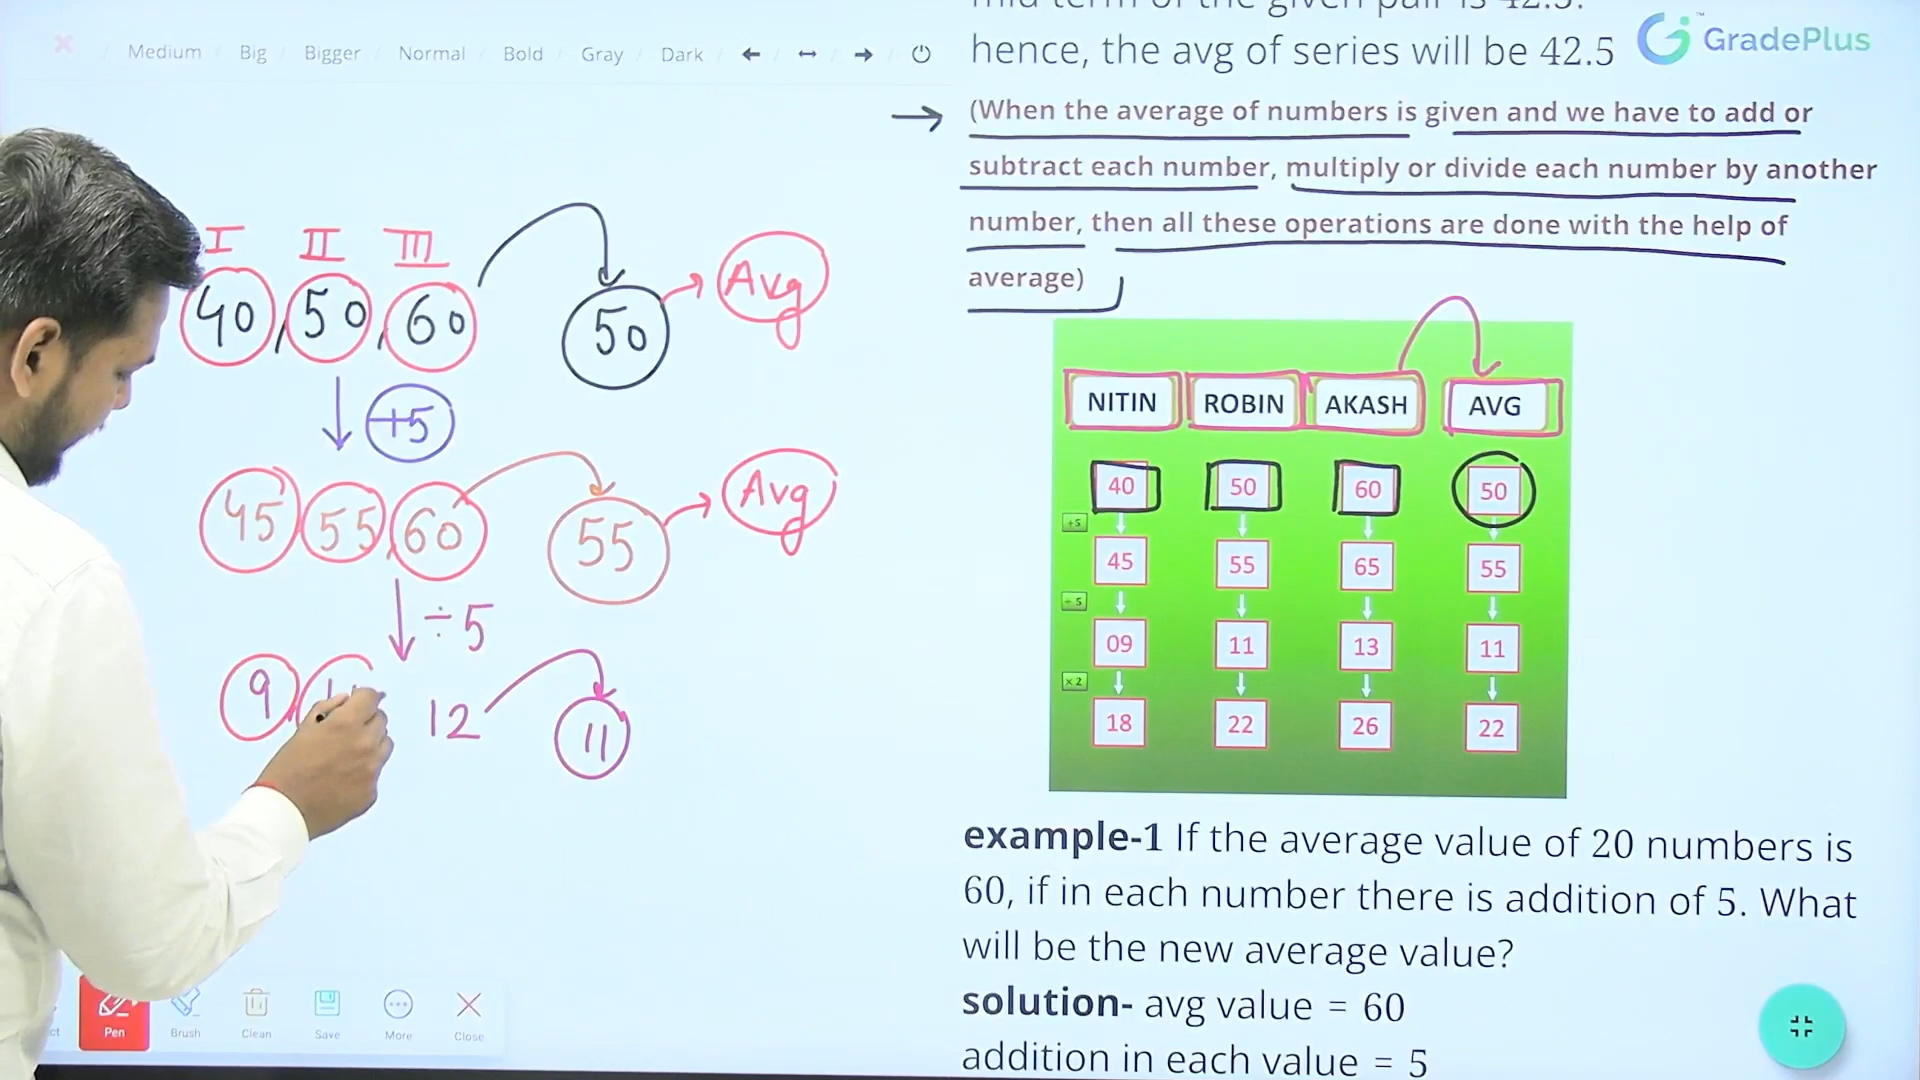 Medium / Big / Bigger / Normal / Bold / Gray / Dark
hence, the avg of series will be 42.5
GradePlus
(When the average of numbers is given and we have to add or
subtract each number, multiply or divide each number by another
number, then all these operations are done with the help of
average)
I II III
40, 50, 60
50
Avg
+5
45 55, 60
55
Avg
÷5
9
12
11
NITIN ROBIN AKASH AVG
40 50 60 50
+5
45 55 65 55
÷5
09 11 13 11
×2
18 22 26 22
example-1 If the average value of 20 numbers is
60, if in each number there is addition of 5. What
will be the new average value?
solution- avg value = 60
addition in each value = 5
Pen Brush Clean Save More Close